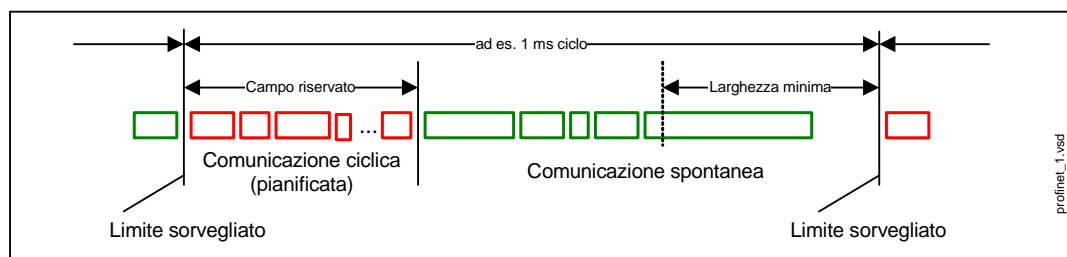 ad es. 1 ms ciclo
Campo riservato
Larghezza minima
...
Comunicazione ciclica
(pianificata)
Comunicazione spontanea
Limite sorvegliato
Limite sorvegliato
profinet_1.vsd